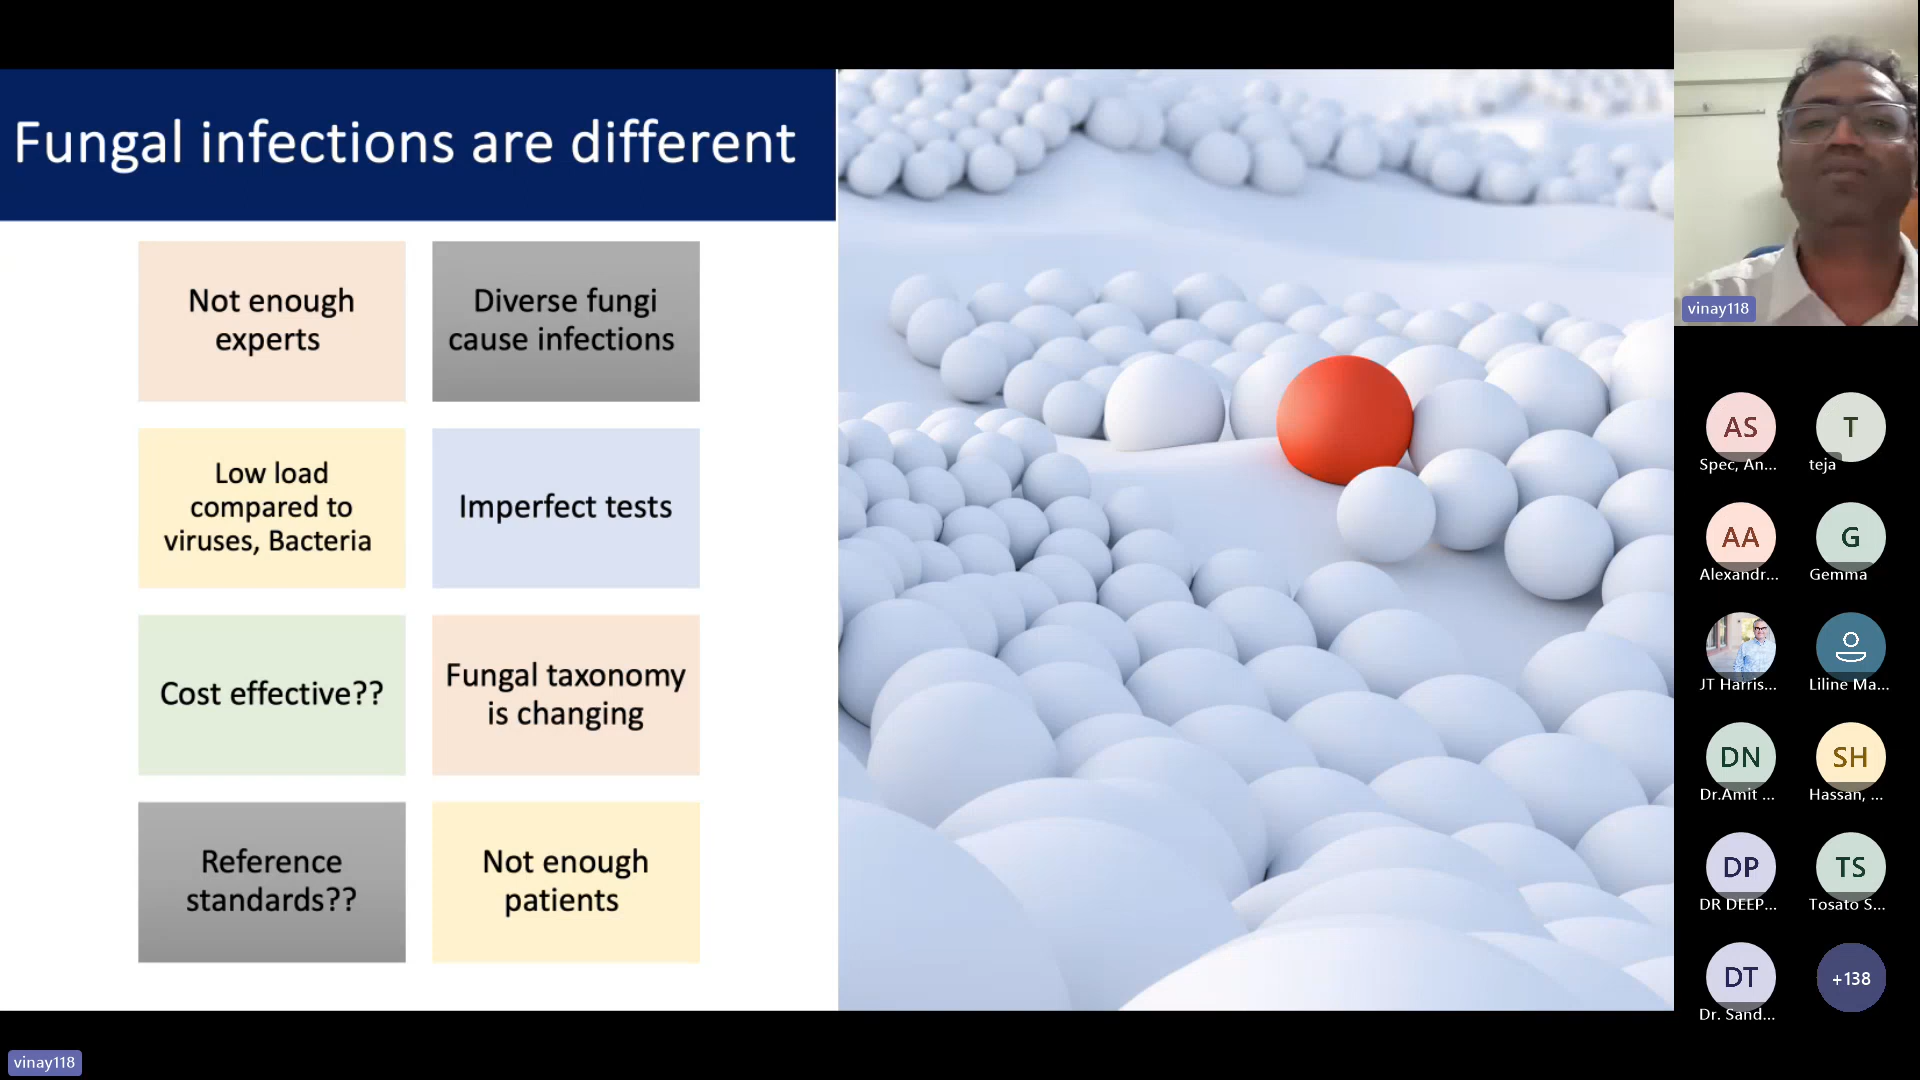 Fungal infections are different
Not enough
experts
Diverse fungi
cause infections
Low load
compared to
viruses, Bacteria
Imperfect tests
Cost effective??
Fungal taxonomy
is changing
Reference
standards??
Not enough
patients
vinay118
AS
Spec, An...
T
teja
AA
Alexandr...
G
Gemma
JT Harris...
Liline Ma...
DN
Dr.Amit ...
SH
Hassan, ...
DP
DR DEEP...
TS
Tosato S...
DT
Dr. Sand...
+138
vinay118